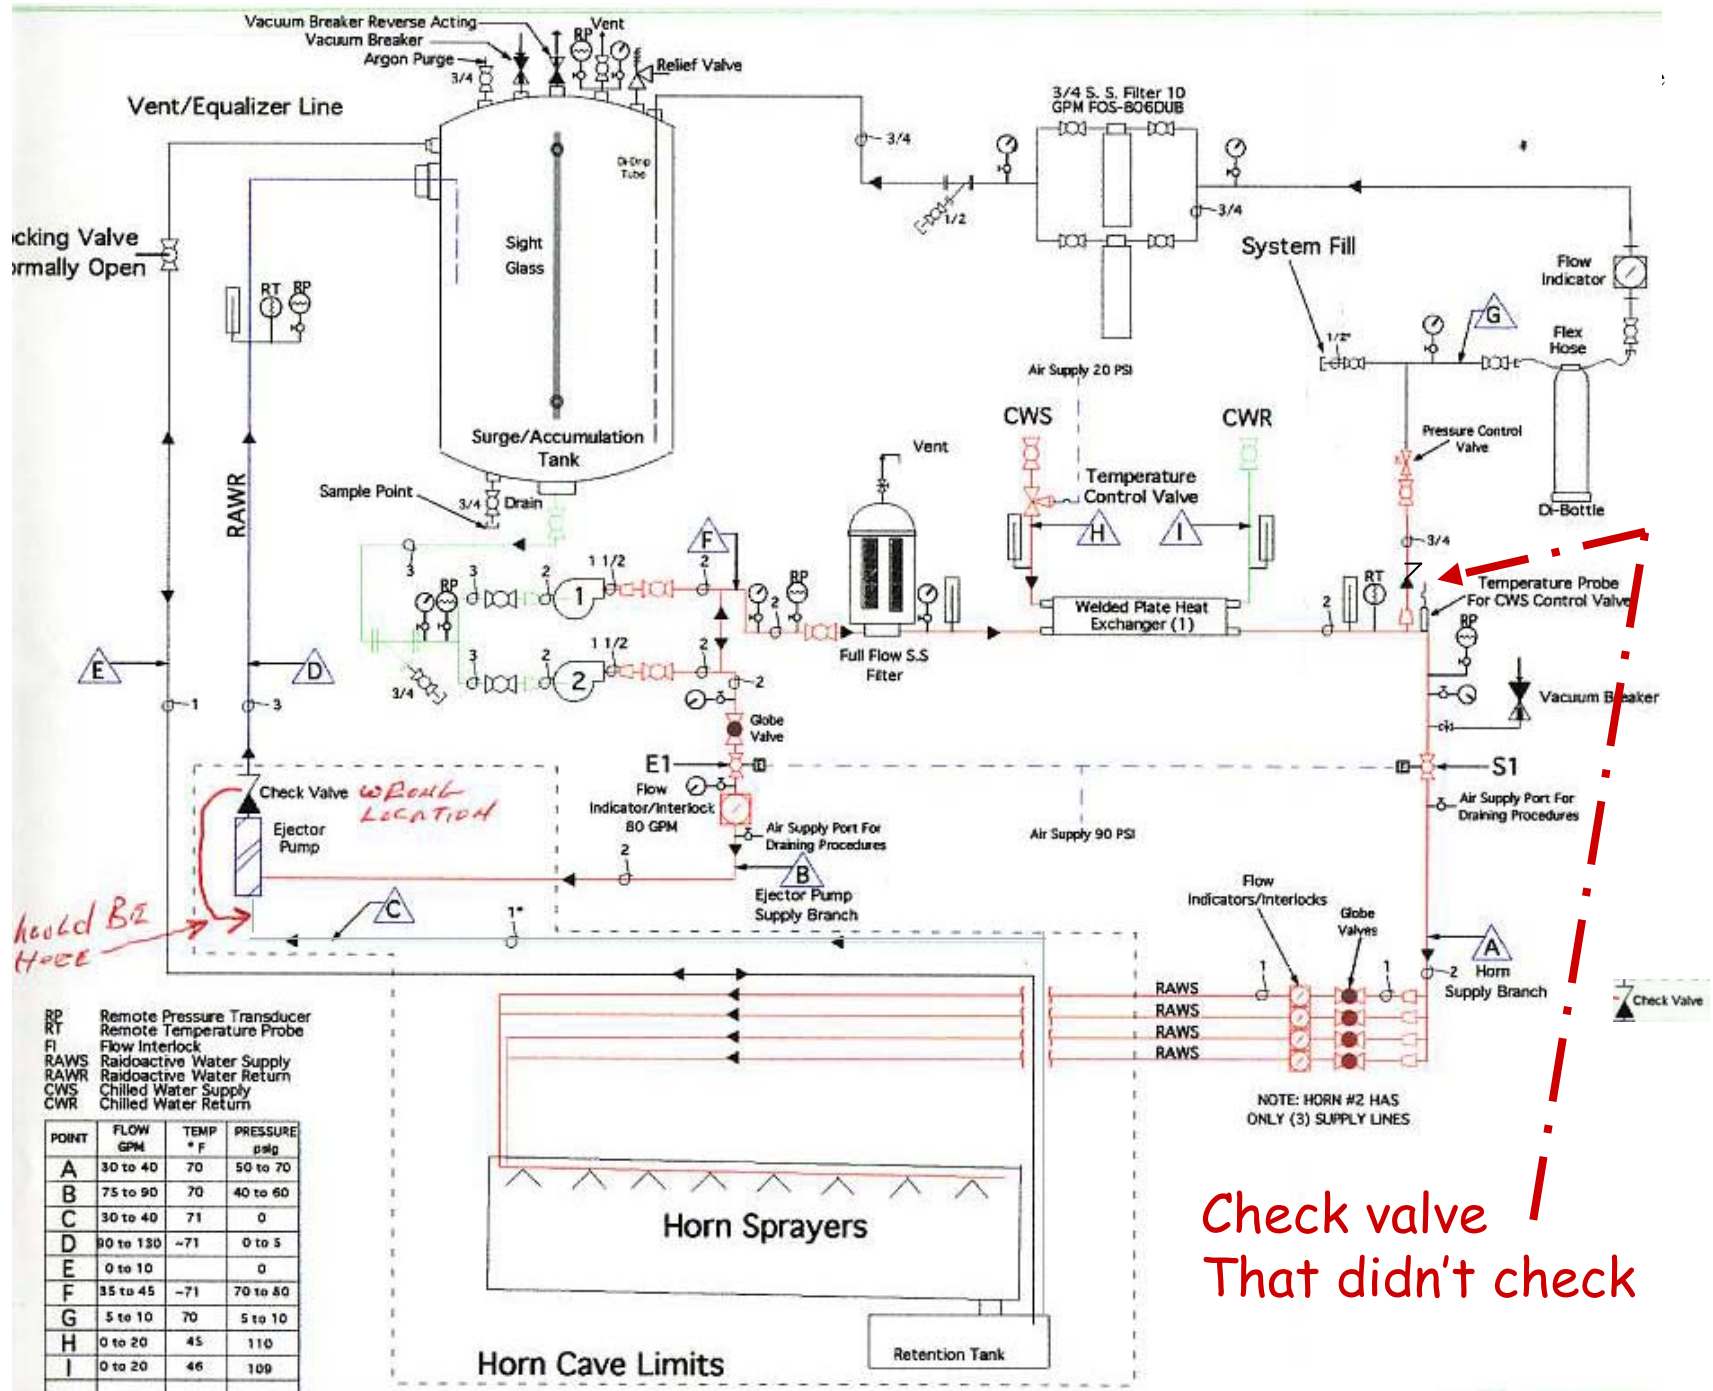 Vacuum Breaker Reverse Acting
Vent
Vacuum Breaker
RP
Argon Purge
3/4
Relief Valve
Vent/Equalizer Line
3/4 S. S. Filter 10
GPM FOS-806DUB
3/4
Di-Drip
Tube
1/2
3/4
cking Valve
ormally Open
Sight
Glass
System Fill
Flow
Indicator
RT
RP
G
1/2"
Flex
Hose
Air Supply 20 PSI
CWS
CWR
Surge/Accumulation
Tank
Pressure Control
Valve
Vent
RAWR
Sample Point
3/4
Drain
Temperature
Control Valve
Di-Bottle
F
H
I
3/4
3
RP
3
2
1
1 1/2
2
RP
2
Welded Plate Heat
Exchanger (1)
2
RT
Temperature Probe
For CWS Control Valve
RP
Full Flow S.S
Filter
E
D
3/4
3
2
2
1 1/2
2
2
1
3
Vacuum Breaker
Globe
Valve
E1
E
E
S1
Check Valve
WRONG
LOCATION
Flow
Indicator/Interlock
80 GPM
Air Supply Port For
Draining Procedures
Air Supply 90 PSI
Air Supply Port For
Draining Procedures
Ejector
Pump
2
B
Ejector Pump
Supply Branch
Flow
Indicators/Interlocks
Globe
Valves
hould BE
HERE
C
1"
A
2
Horn
Supply Branch
RAWS
1
1
RAWS
RAWS
RAWS
Check Valve
NOTE: HORN #2 HAS
ONLY (3) SUPPLY LINES
RP Remote Pressure Transducer
RT Remote Temperature Probe
FI Flow Interlock
RAWS Raidoactive Water Supply
RAWR Raidoactive Water Return
CWS Chilled Water Supply
CWR Chilled Water Return
POINT FLOW GPM TEMP ° F PRESSURE psig
A 30 to 40 70 50 to 70
B 75 to 90 70 40 to 60
C 30 to 40 71 0
D 90 to 130 ~71 0 to 5
E 0 to 10 0
F 35 to 45 ~71 70 to 80
G 5 to 10 70 5 to 10
H 0 to 20 45 110
I 0 to 20 46 109
Horn Sprayers
Retention Tank
Horn Cave Limits
Check valve
That didn't check